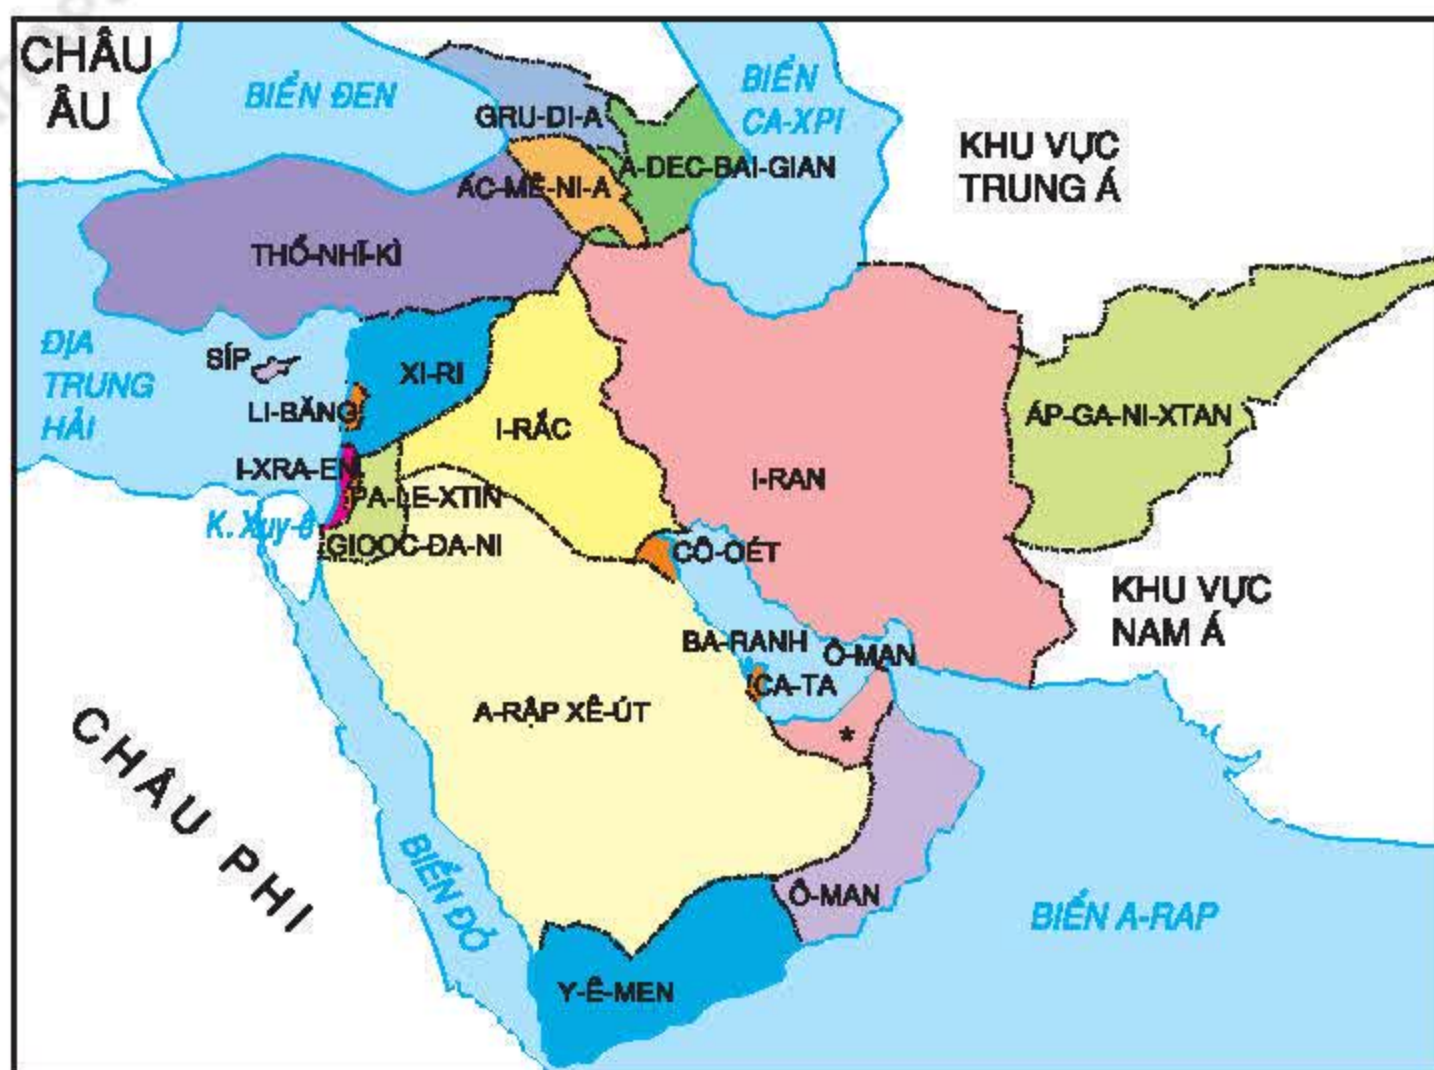 CHÂU
ÂU
BIỂN ĐEN
BIỂN
CA-XPI
GRU-DI-A
A-DEC-BAI-GIAN
KHU VỰC
TRUNG Á
ÁC-MÊ-NI-A
THỔ-NHĨ-KÌ
ĐỊA
TRUNG
HẢI
SÍP
XI-RI
LI-BĂNG
I-RẮC
ÁP-GA-NI-XTAN
I-XRA-EN
PA-LE-XTIN
I-RAN
K. Xuy-ê
GIOOC-ĐA-NI
CÔ-OÉT
KHU VỰC
NAM Á
BA-RANH
Ô-MAN
CA-TA
A-RẬP XÊ-ÚT
*
CHÂU PHI
BIỂN ĐỎ
Ô-MAN
BIỂN A-RAP
Y-Ê-MEN